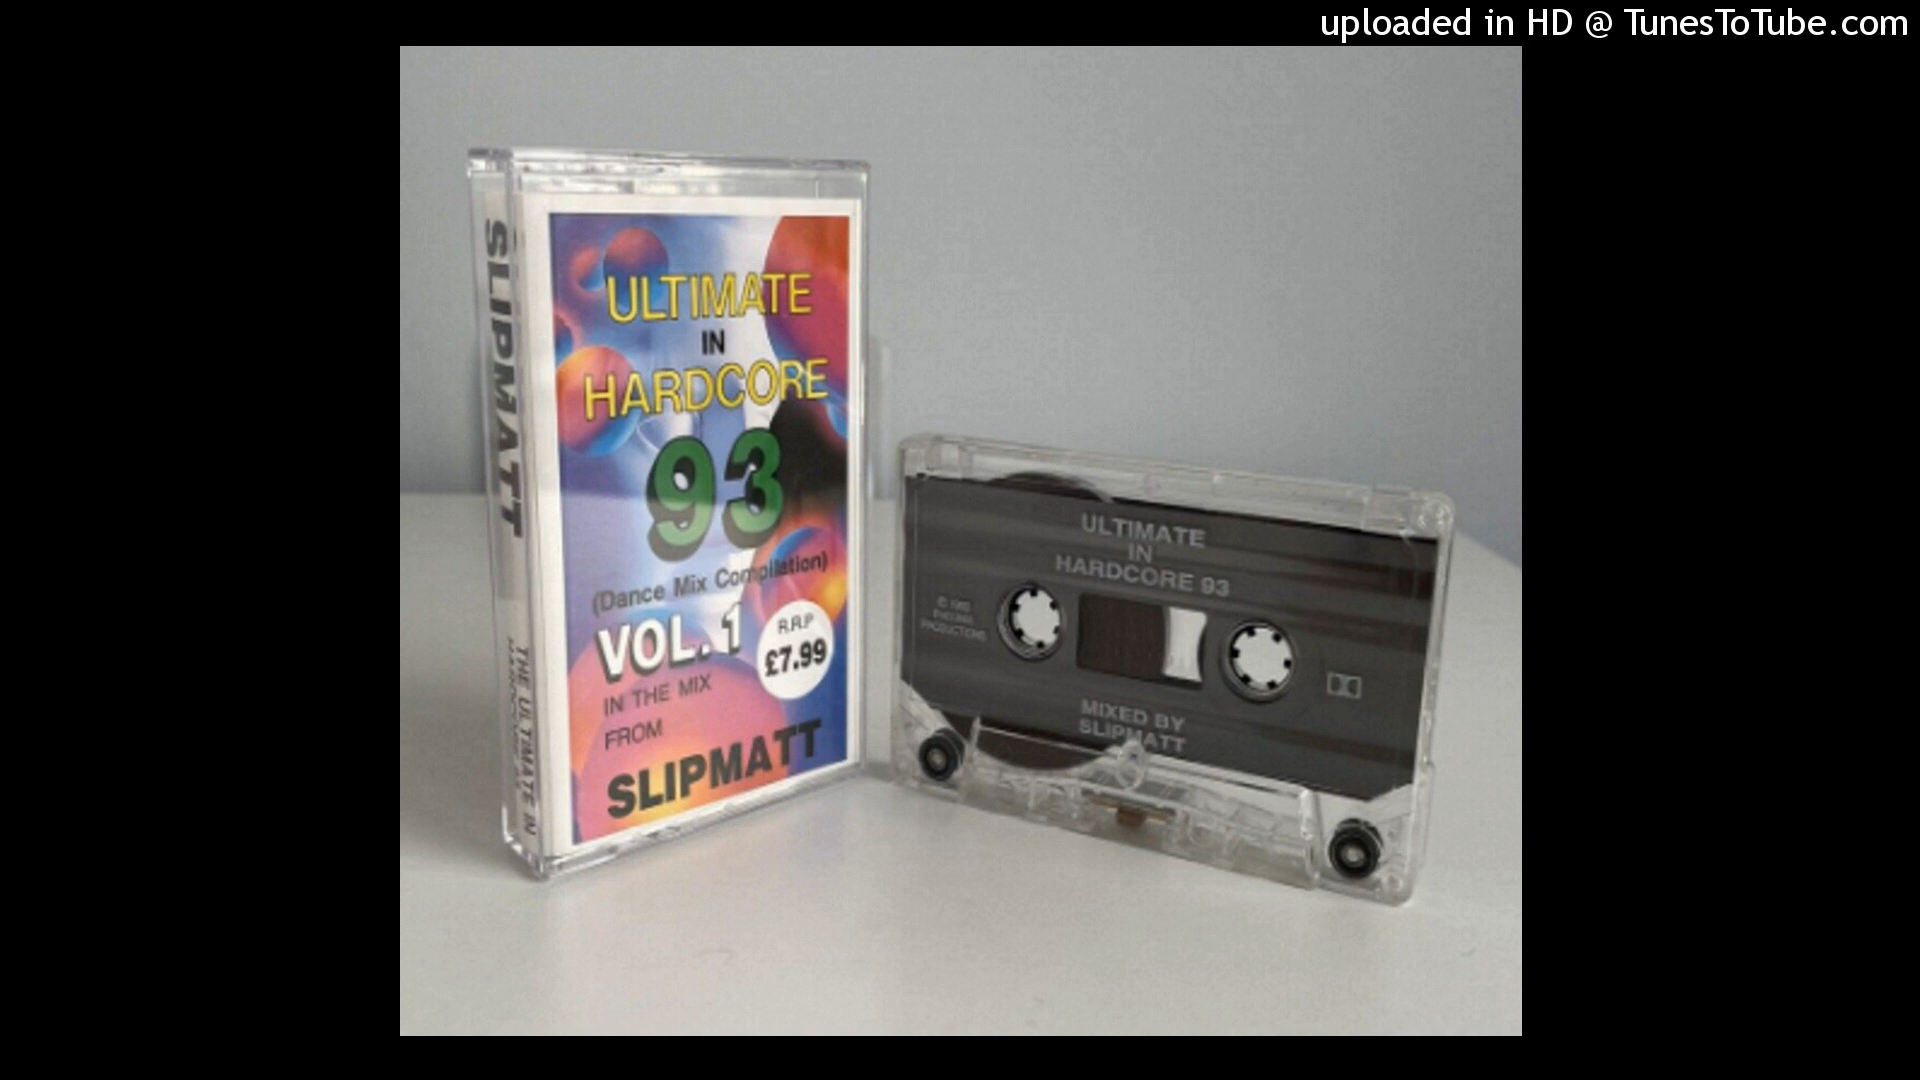 uploaded in HD @ TunesToTube.com
SLIPMATT
THE ULTIMATE IN
ULTIMATE
IN
HARDCORE
93
(Dance Mix Compilation)
VOL. 1
R.R.P
£7.99
IN THE MIX
FROM
SLIPMATT
ULTIMATE
IN
HARDCORE 93
PRODUCTIONS
MIXED BY
SLIPMATT